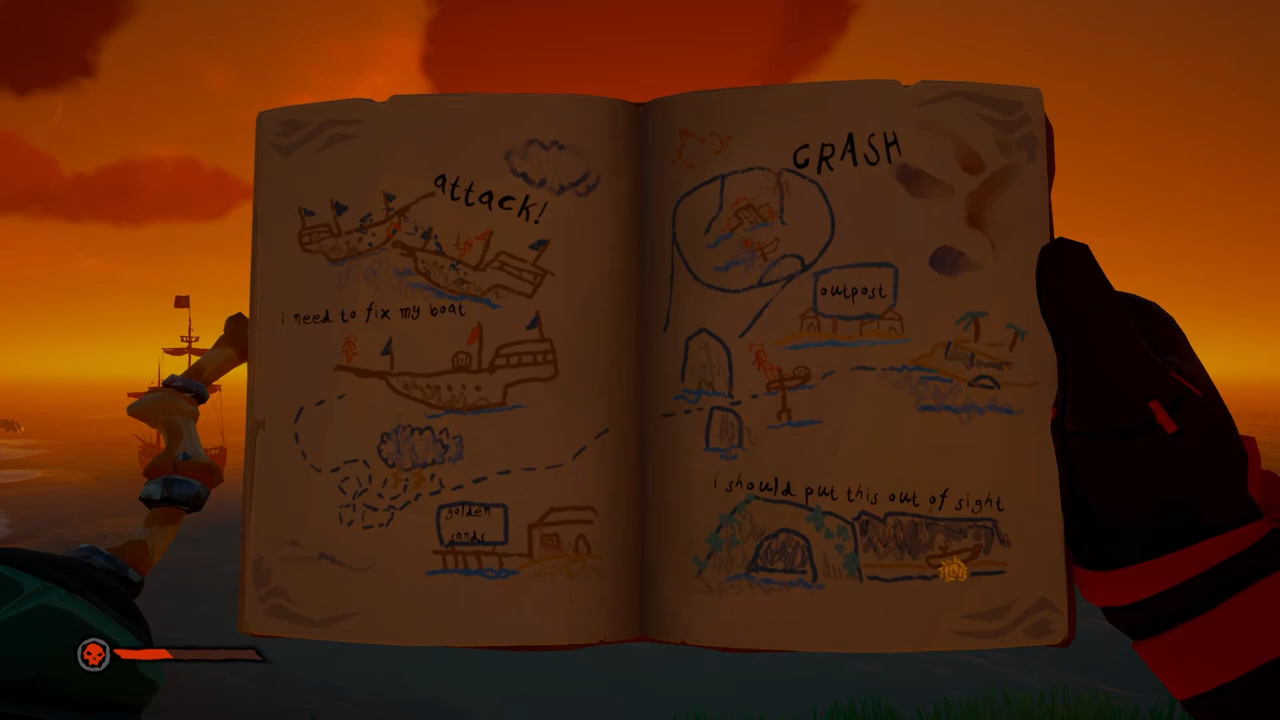 attack!
i need to fix my boat
golden
sands
CRASH
outpost
i should put this out of sight